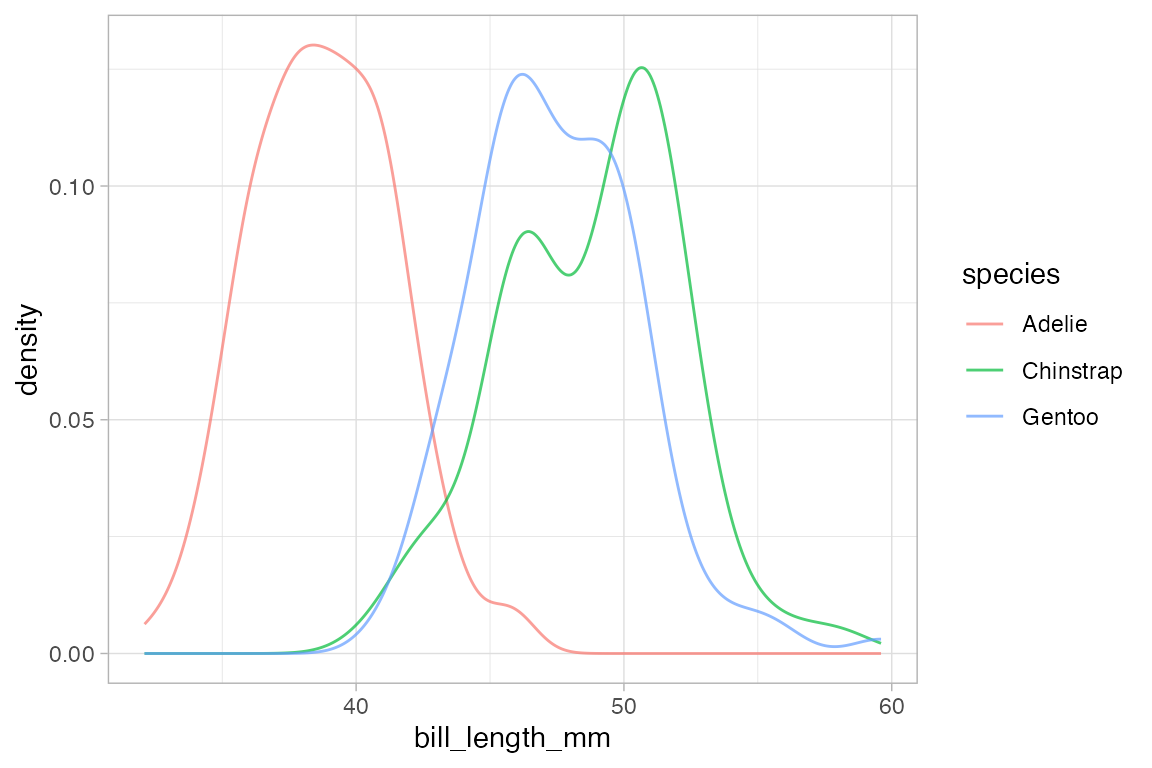 0.10
0.05
0.00
density
40 50 60
bill_length_mm
species
Adelie
Chinstrap
Gentoo